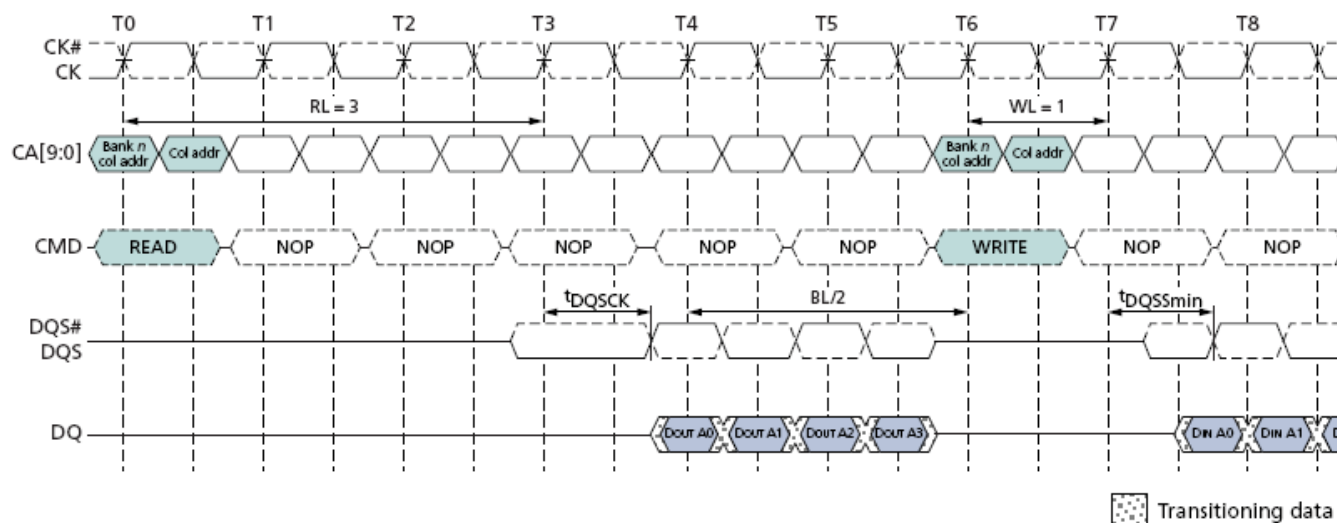 T0 T1 T2 T3 T4 T5 T6 T7 T8
CK#
CK
RL = 3 WL = 1
CA[9:0] Bank n col addr Col addr Bank n col addr Col addr
CMD READ NOP NOP NOP NOP NOP WRITE NOP NOP
tDQSCK BL/2 tDQSSmin
DQS#
DQS
DQ DOUT A0 DOUT A1 DOUT A2 DOUT A3 DIN A0 DIN A1 D
Transitioning data